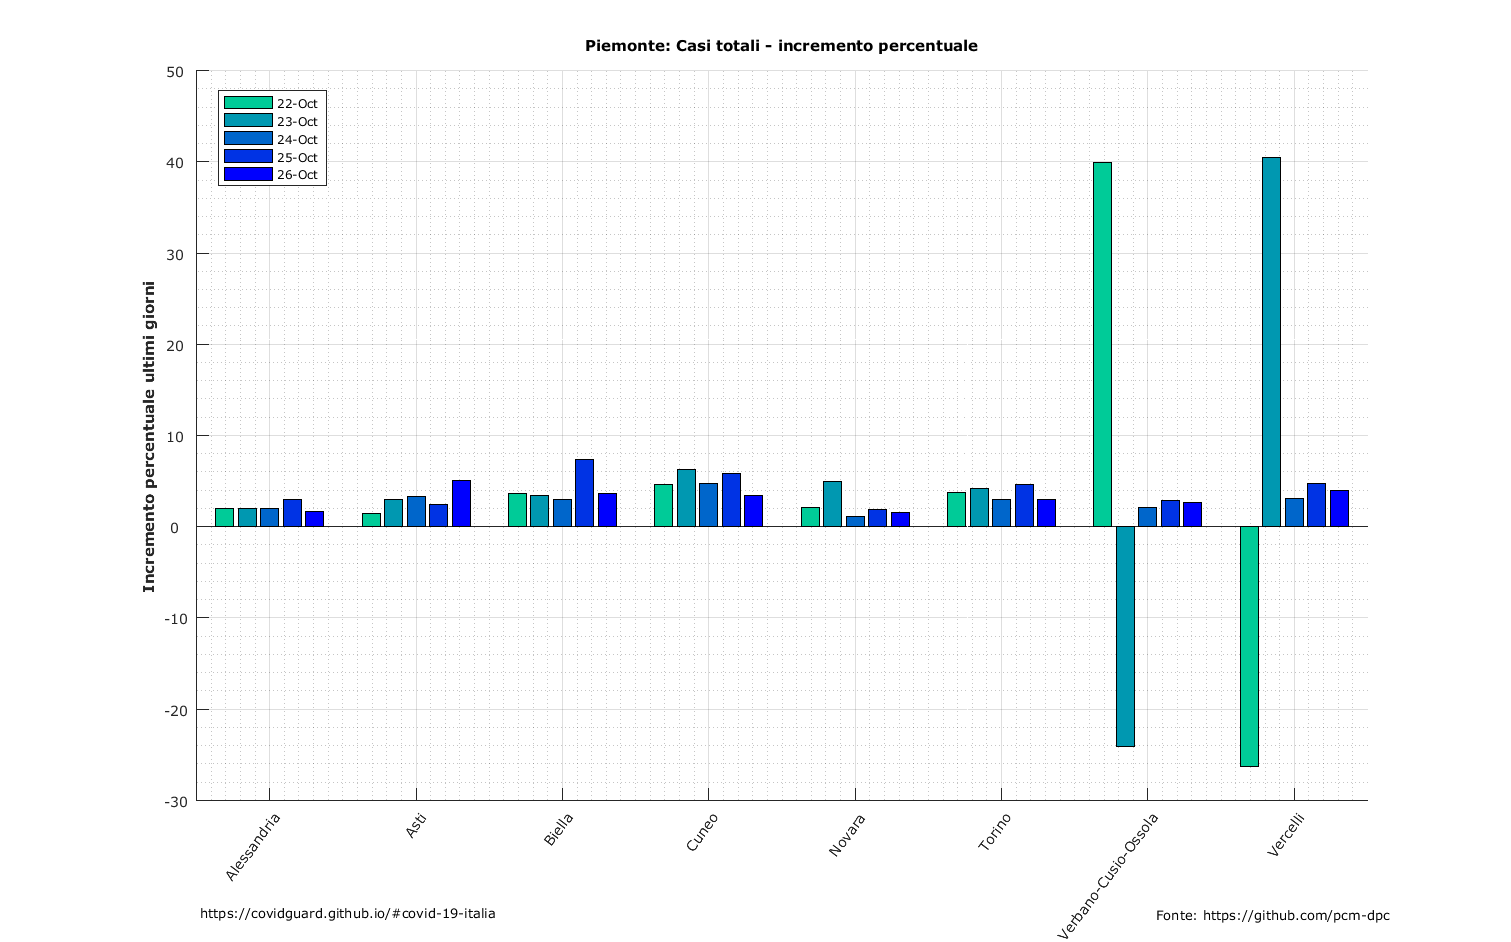 Piemonte: Casi totali - incremento percentuale
Incremento percentuale ultimi giorni
50
40
30
20
10
0
-10
-20
-30
22-Oct
23-Oct
24-Oct
25-Oct
26-Oct
Alessandria
Asti
Biella
Cuneo
Novara
Torino
Verbano-Cusio-Ossola
Vercelli
https://covidguard.github.io/#covid-19-italia
Fonte: https://github.com/pcm-dpc